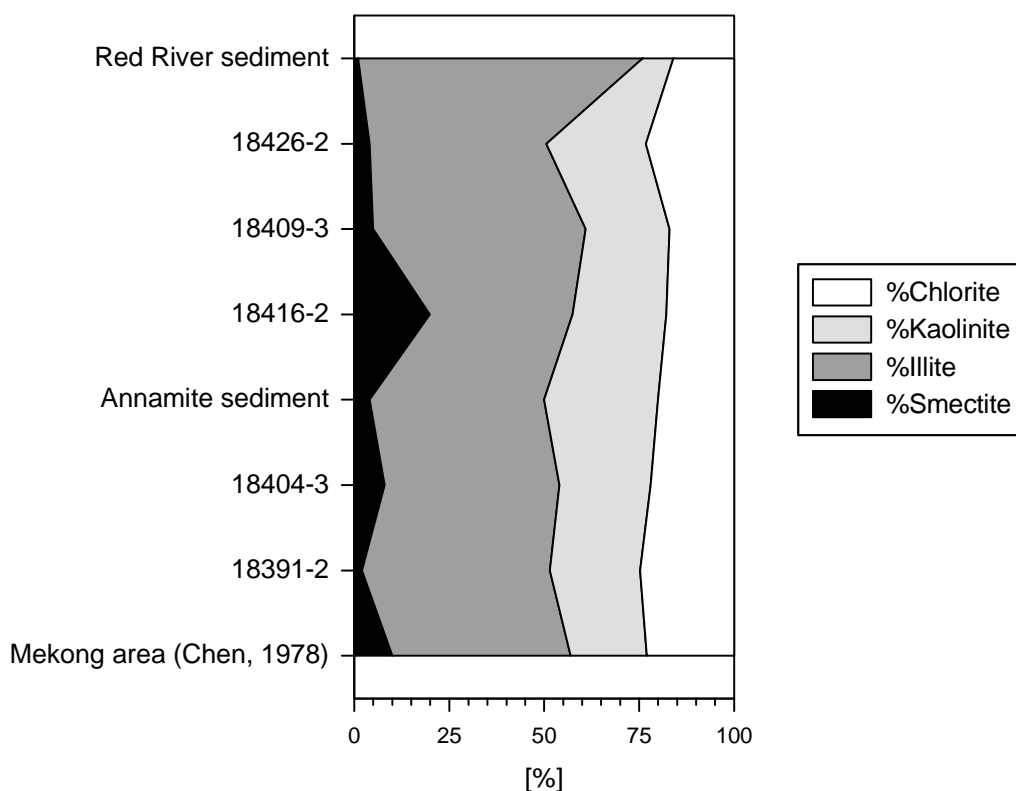 Red River sediment
18426-2
18409-3
18416-2
Annamite sediment
18404-3
18391-2
Mekong area (Chen, 1978)
0 25 50 75 100
[%]
%Chlorite
%Kaolinite
%Illite
%Smectite